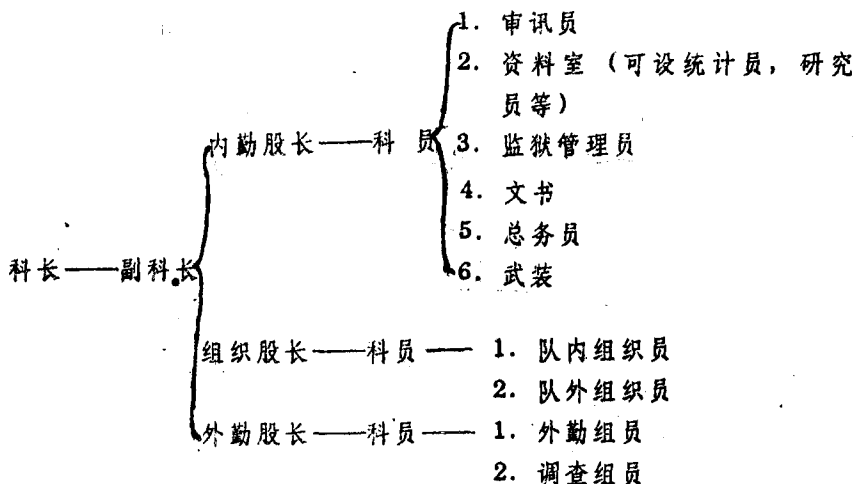 1. 审讯员
2. 资料室（可设统计员，研究
员等）
内勤股长——科 员
3. 监狱管理员
4. 文书
5. 总务员
6. 武装
科长——副科长
组织股长——科员—— 1. 队内组织员
2. 队外组织员
外勤股长——科员—— 1. 外勤组员
2. 调查组员